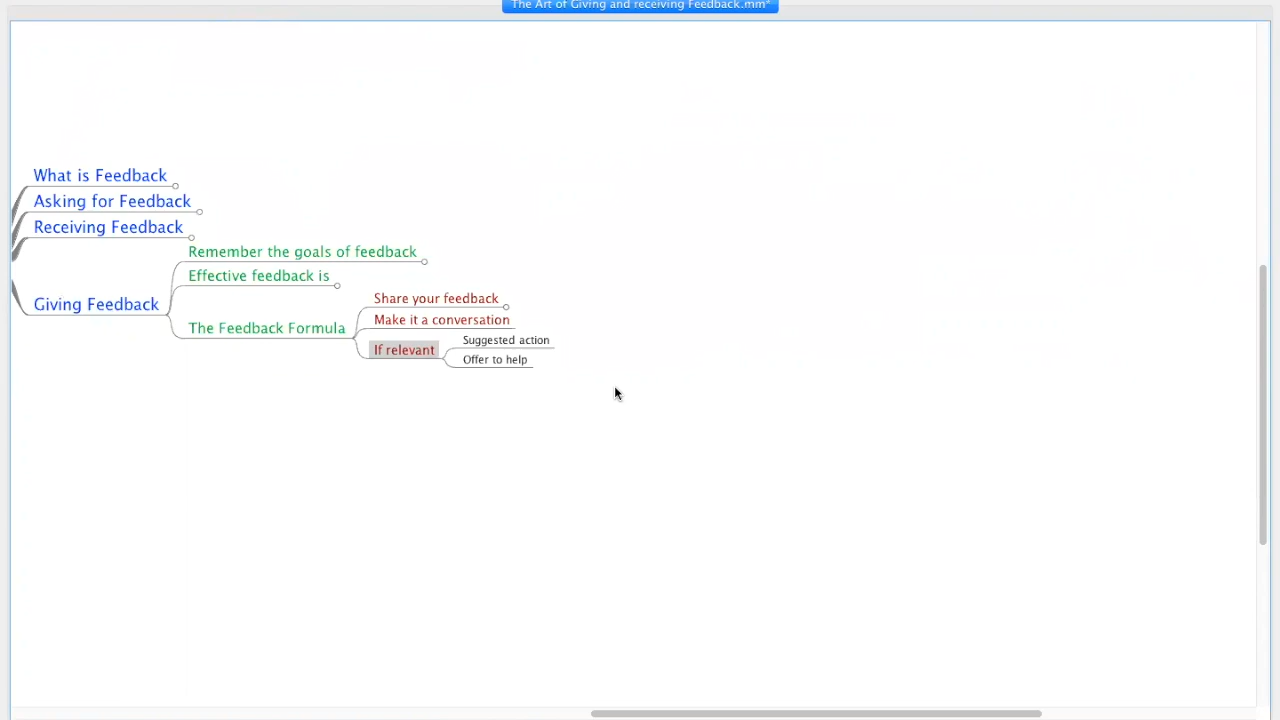 The Art of Giving and receiving Feedback.mm*
What is Feedback
Asking for Feedback
Receiving Feedback
Giving Feedback
Remember the goals of feedback
Effective feedback is
The Feedback Formula
Share your feedback
Make it a conversation
If relevant
Suggested action
Offer to help